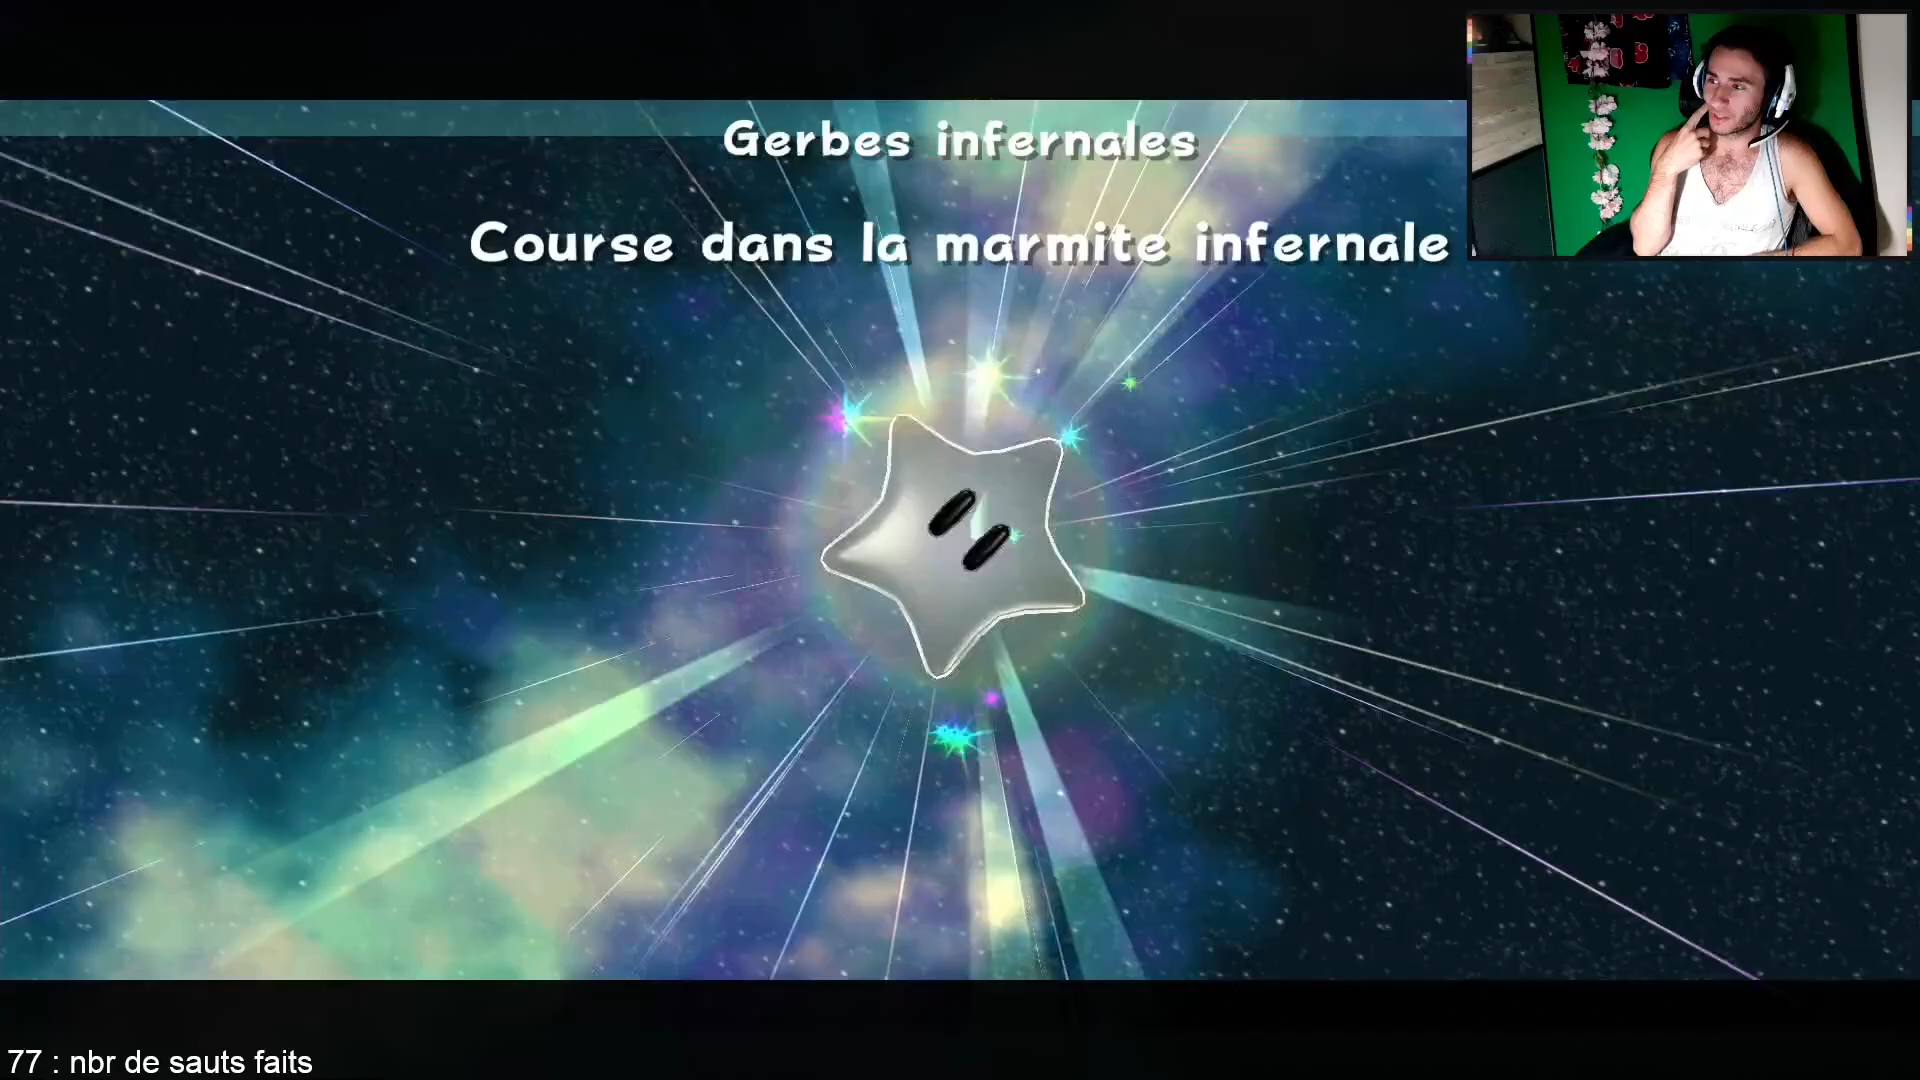 Gerbes infernales
Course dans la marmite infernale
77 : nbr de sauts faits